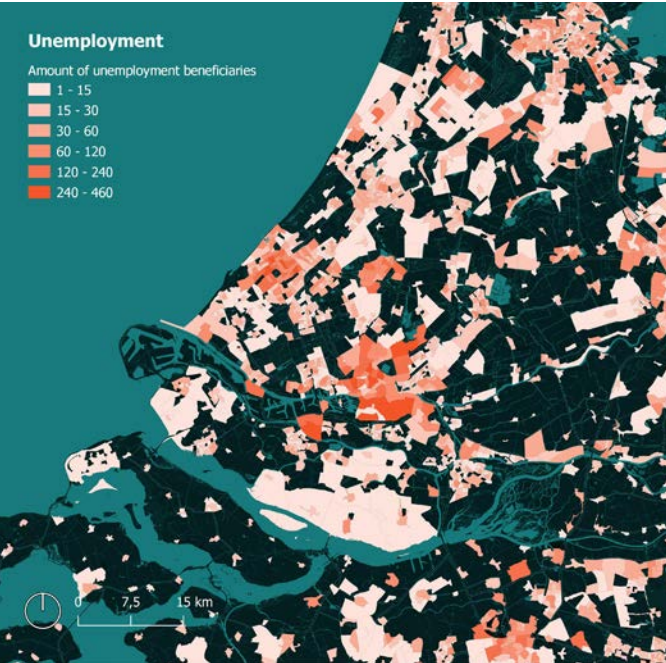 Unemployment
Amount of unemployment beneficiaries
1 - 15
15 - 30
30 - 60
60 - 120
120 - 240
240 - 460
0 7,5 15 km